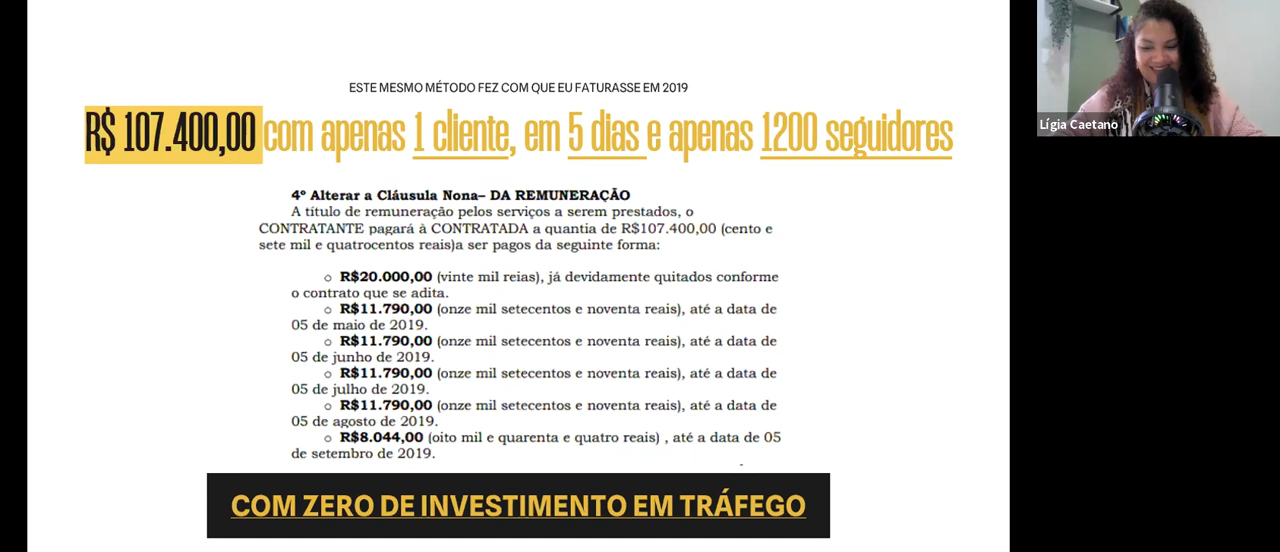 ESTE MESMO MÉTODO FEZ COM QUE EU FATURASSE EM 2019
R$ 107.400,00 com apenas 1 cliente, em 5 dias e apenas 1200 seguidores
4º Alterar a Cláusula Nona– DA REMUNERAÇÃO
A título de remuneração pelos serviços a serem prestados, o
CONTRATANTE pagará à CONTRATADA a quantia de R$107.400,00 (cento e
sete mil e quatrocentos reais)a ser pagos da seguinte forma:
○ R$20.000,00 (vinte mil reias), já devidamente quitados conforme
o contrato que se adita.
○ R$11.790,00 (onze mil setecentos e noventa reais), até a data de
05 de maio de 2019.
○ R$11.790,00 (onze mil setecentos e noventa reais), até a data de
05 de junho de 2019.
○ R$11.790,00 (onze mil setecentos e noventa reais), até a data de
05 de julho de 2019.
○ R$11.790,00 (onze mil setecentos e noventa reais), até a data de
05 de agosto de 2019.
○ R$8.044,00 (oito mil e quarenta e quatro reais) , até a data de 05
de setembro de 2019.
COM ZERO DE INVESTIMENTO EM TRÁFEGO
Lígia Caetano